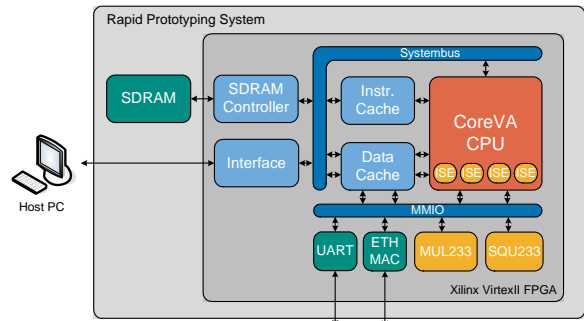 Rapid Prototyping System
Systembus
SDRAM
SDRAM
Controller
Instr.
Cache
CoreVA
CPU
Interface
Data
Cache
ISE
ISE
ISE
ISE
Host PC
MMIO
UART
ETH
MAC
MUL233
SQU233
Xilinx VirtexII FPGA